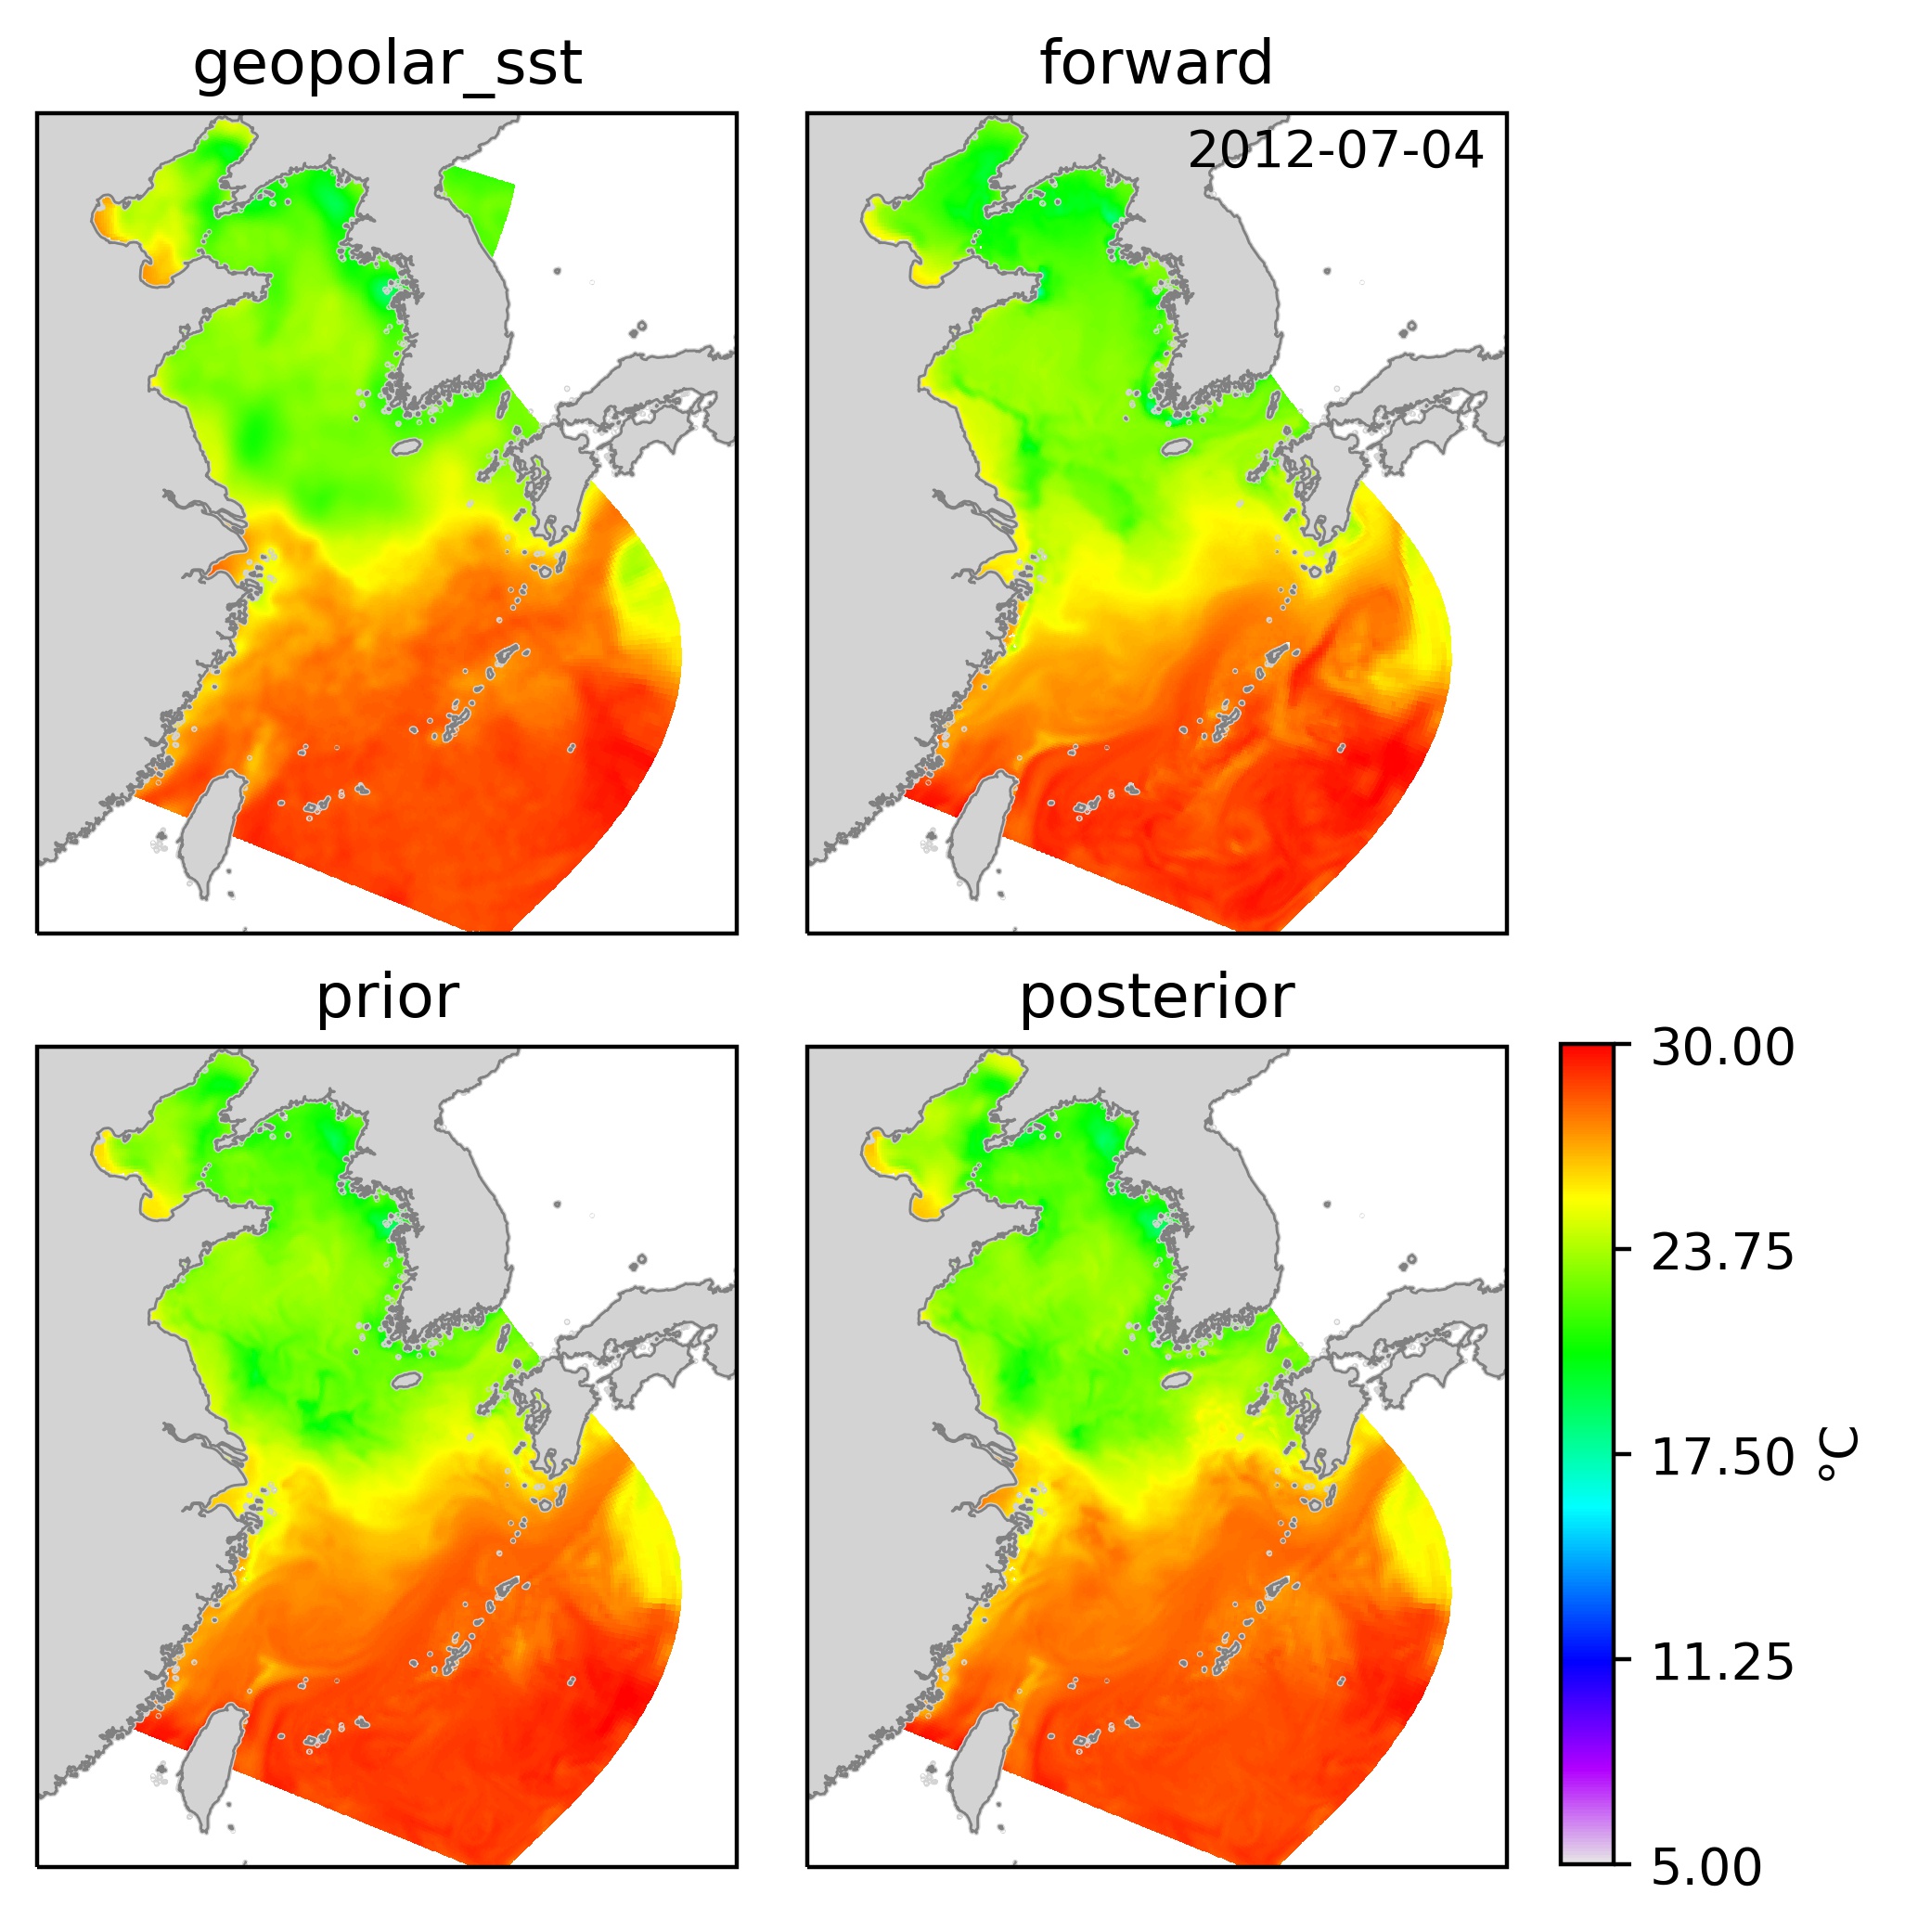 geopolar_sst
forward
2012-07-04
prior
posterior
30.00
23.75
17.50
11.25
5.00
°C